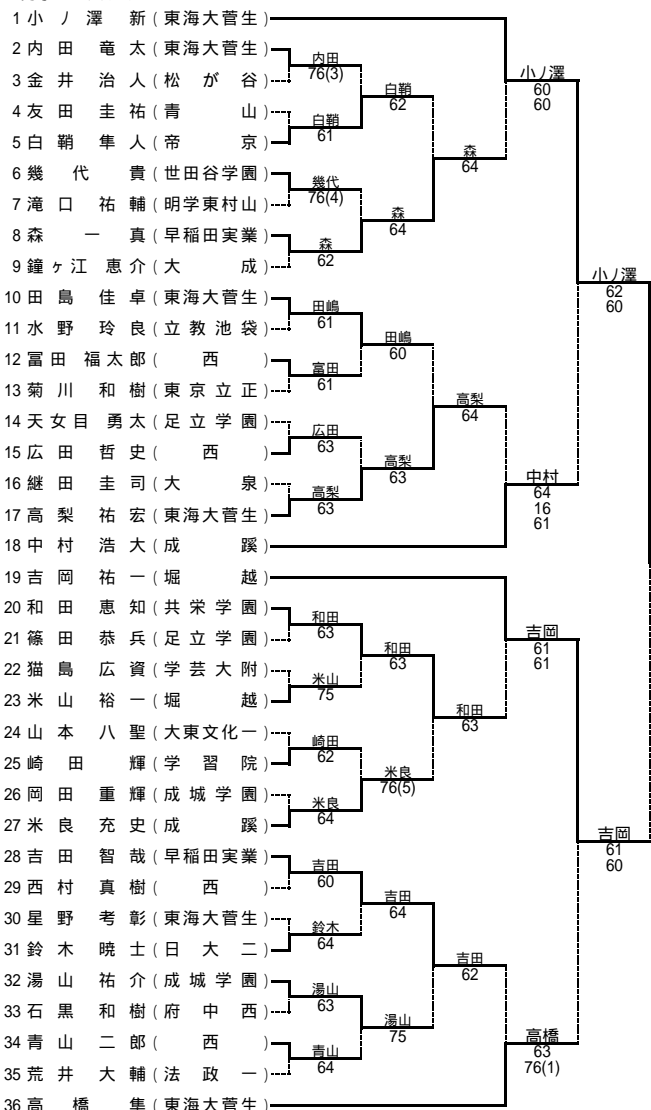 1 小ノ澤 新 (東海大菅生)
2 内田 竜太 (東海大菅生)
3 金井 治人 (松が谷)
4 友田 圭祐 (青山)
5 白鞘 隼人 (帝京)
6 幾代 貴 (世田谷学園)
7 滝口 祐輔 (明学東村山)
8 森 一真 (早稲田実業)
9 鐘ヶ江 恵介 (大成)
10 田島 佳卓 (東海大菅生)
11 水野 玲良 (立教池袋)
12 冨田 福太郎 (西)
13 菊川 和樹 (東京立正)
14 天女目 勇太 (足立学園)
15 広田 哲史 (西)
16 継田 圭司 (大泉)
17 高梨 祐宏 (東海大菅生)
18 中村 浩大 (成蹊)
19 吉岡 祐一 (堀越)
20 和田 恵知 (共栄学園)
21 篠田 恭兵 (足立学園)
22 猫島 広資 (学芸大附)
23 米山 裕一 (堀越)
24 山本 八聖 (大東文化一)
25 崎田 輝 (学習院)
26 岡田 重輝 (成城学園)
27 米良 充史 (成蹊)
28 吉田 智哉 (早稲田実業)
29 西村 真樹 (西)
30 星野 考彰 (東海大菅生)
31 鈴木 暁士 (日大二)
32 湯山 祐介 (成城学園)
33 石黒 和樹 (府中西)
34 青山 二郎 (西)
35 荒井 大輔 (法政一)
36 高橋 隼 (東海大菅生)
内田
76(3)
白鞘
61
幾代
76(4)
森
62
田嶋
61
富田
61
広田
63
高梨
63
和田
63
米山
75
崎田
62
米良
64
吉田
60
鈴木
64
湯山
63
青山
64
白鞘
62
森
64
田嶋
60
高梨
63
和田
63
米良
76(5)
吉田
64
湯山
75
森
64
高梨
64
和田
63
吉田
62
小ノ澤
60
60
中村
64
16
61
吉岡
61
61
高橋
63
76(1)
小ノ澤
62
60
吉岡
61
60